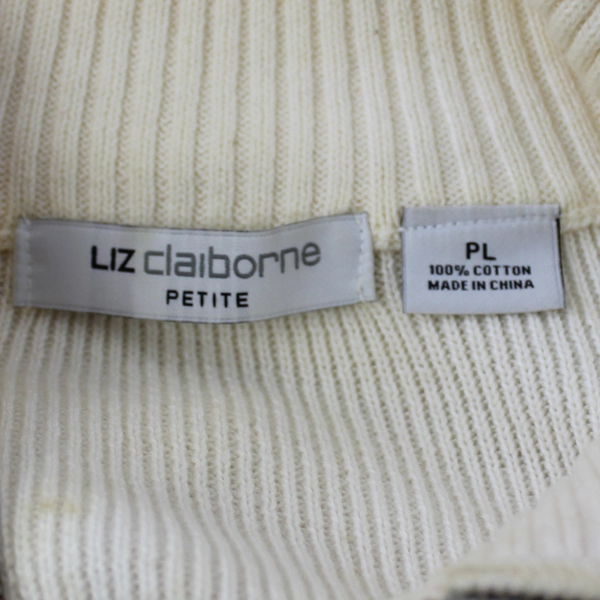 LIZ claiborne
PETITE
PL
100% COTTON
MADE IN CHINA